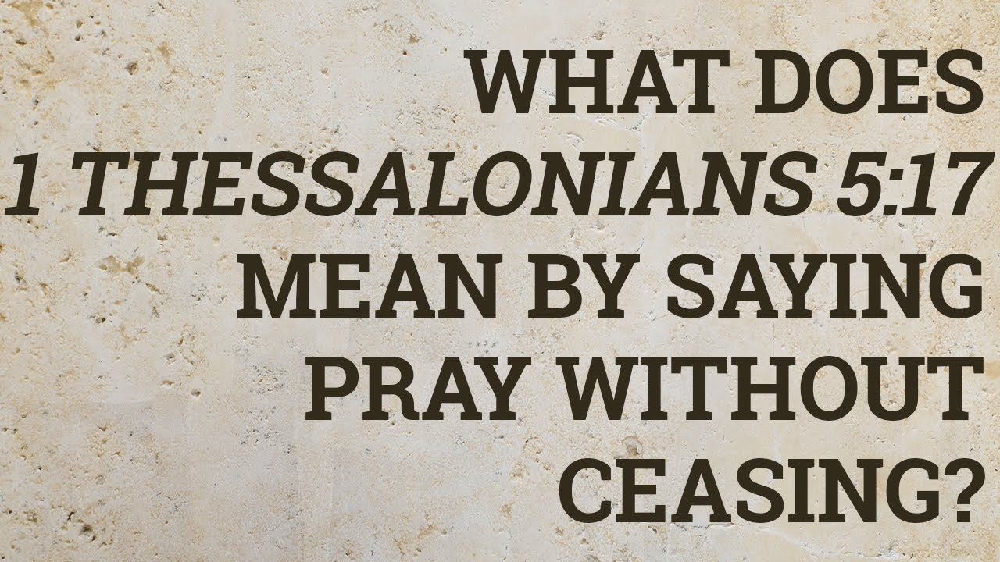 WHAT DOES
1 THESSALONIANS 5:17
MEAN BY SAYING
PRAY WITHOUT
CEASING?